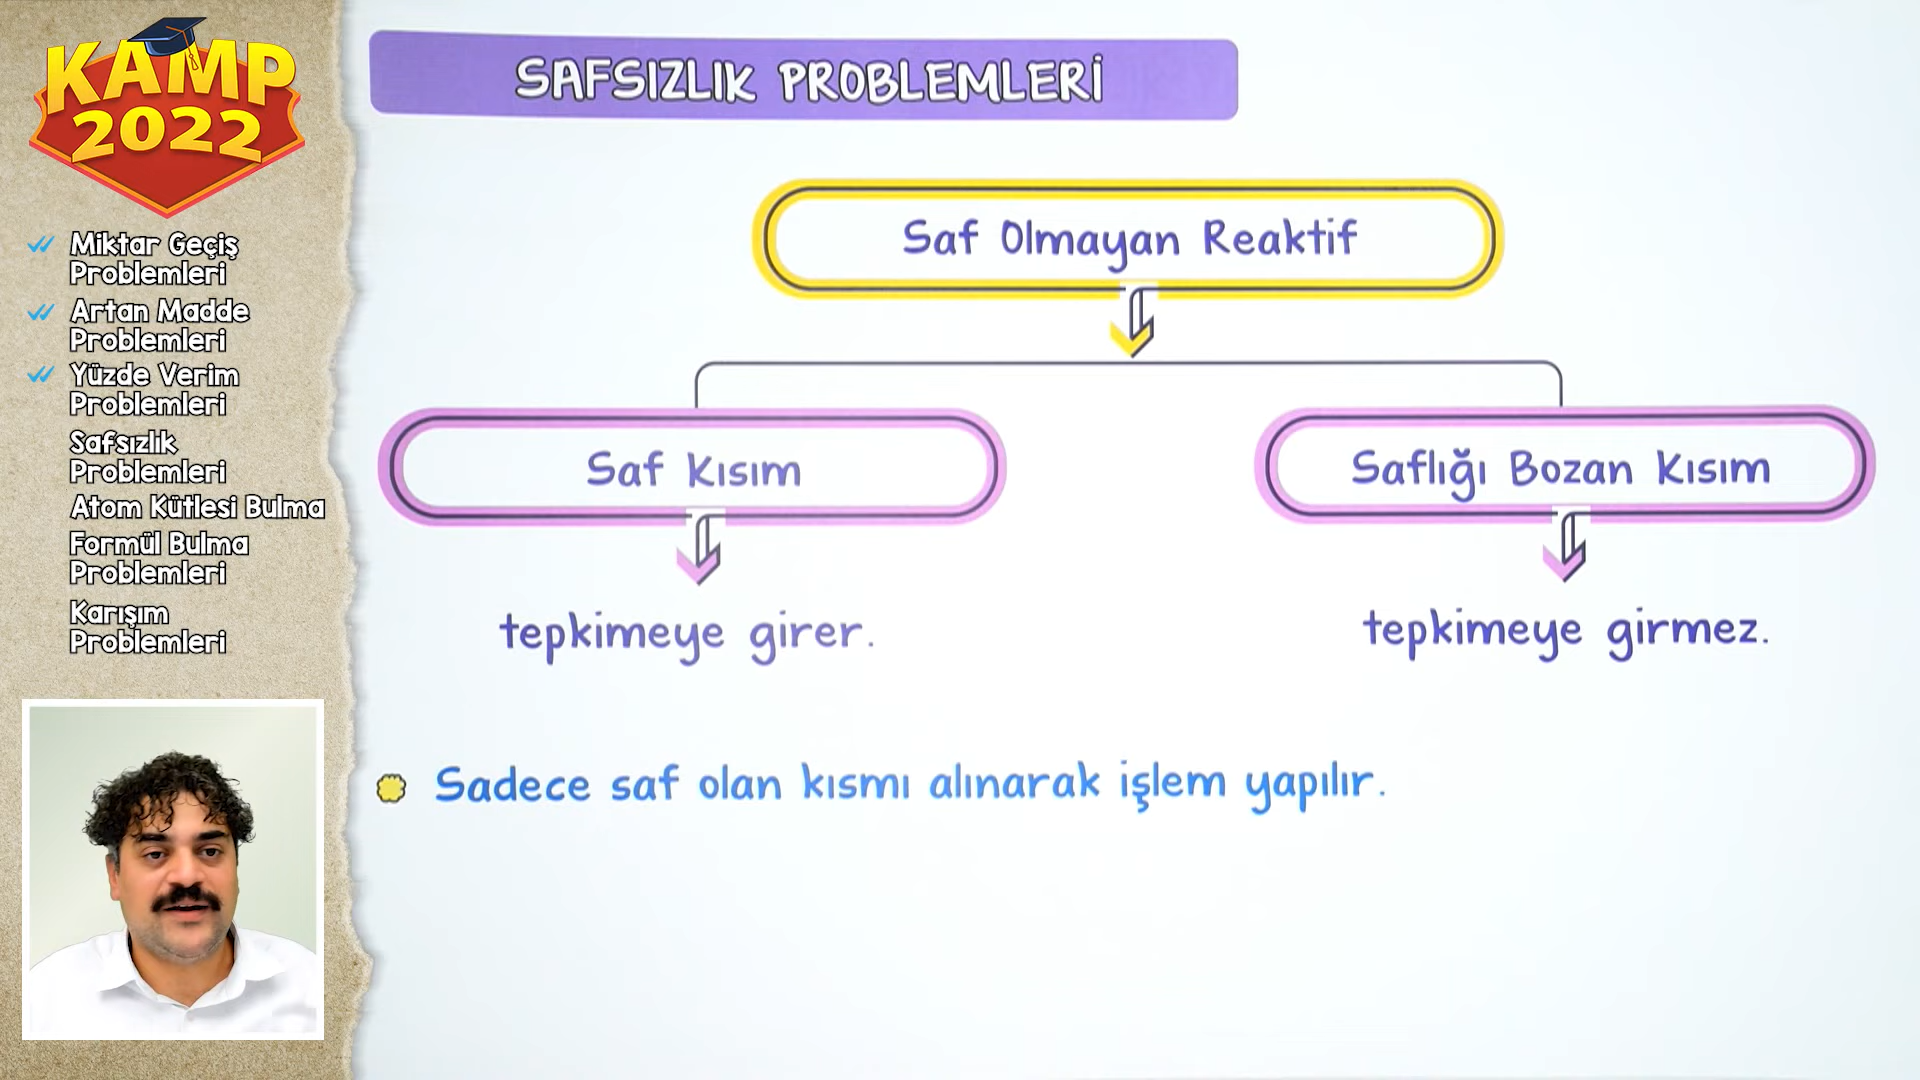 KAMP
2022
Miktar Geçiş
Problemleri
Artan Madde
Problemleri
Yüzde Verim
Problemleri
Safsızlık
Problemleri
Atom Kütlesi Bulma
Formül Bulma
Problemleri
Karışım
Problemleri
SAFSIZLIK PROBLEMLERİ
Saf Olmayan Reaktif
Saf Kısım
Saflığı Bozan Kısım
tepkimeye girer.
tepkimeye girmez.
Sadece saf olan kısmı alınarak işlem yapılır.